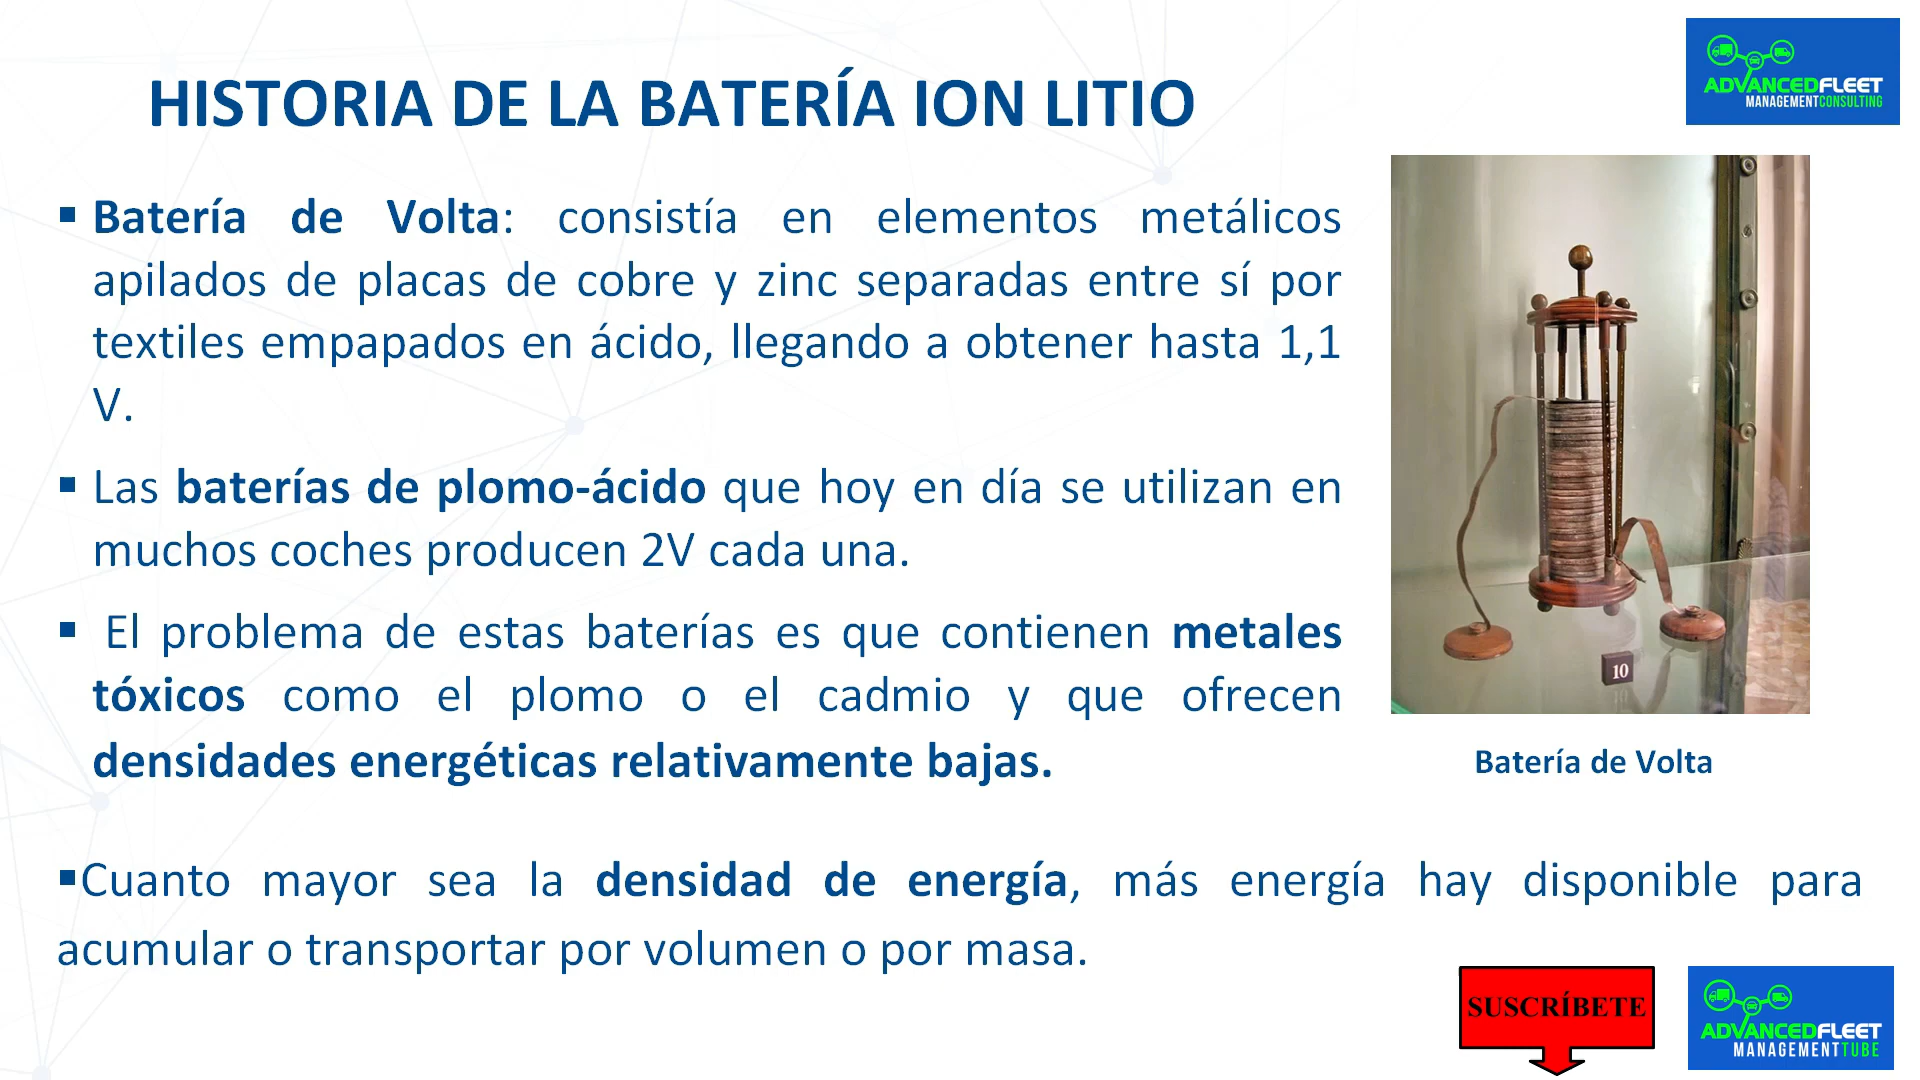 HISTORIA DE LA BATERÍA ION LITIO
ADVANCEDFLEET
MANAGEMENTCONSULTING
▪ Batería de Volta: consistía en elementos metálicos
apilados de placas de cobre y zinc separadas entre sí por
textiles empapados en ácido, llegando a obtener hasta 1,1
V.
▪ Las baterías de plomo-ácido que hoy en día se utilizan en
muchos coches producen 2V cada una.
▪ El problema de estas baterías es que contienen metales
tóxicos como el plomo o el cadmio y que ofrecen
densidades energéticas relativamente bajas.
10
Batería de Volta
▪Cuanto mayor sea la densidad de energía, más energía hay disponible para
acumular o transportar por volumen o por masa.
SUSCRÍBETE
ADVANCEDFLEET
MANAGEMENTTUBE